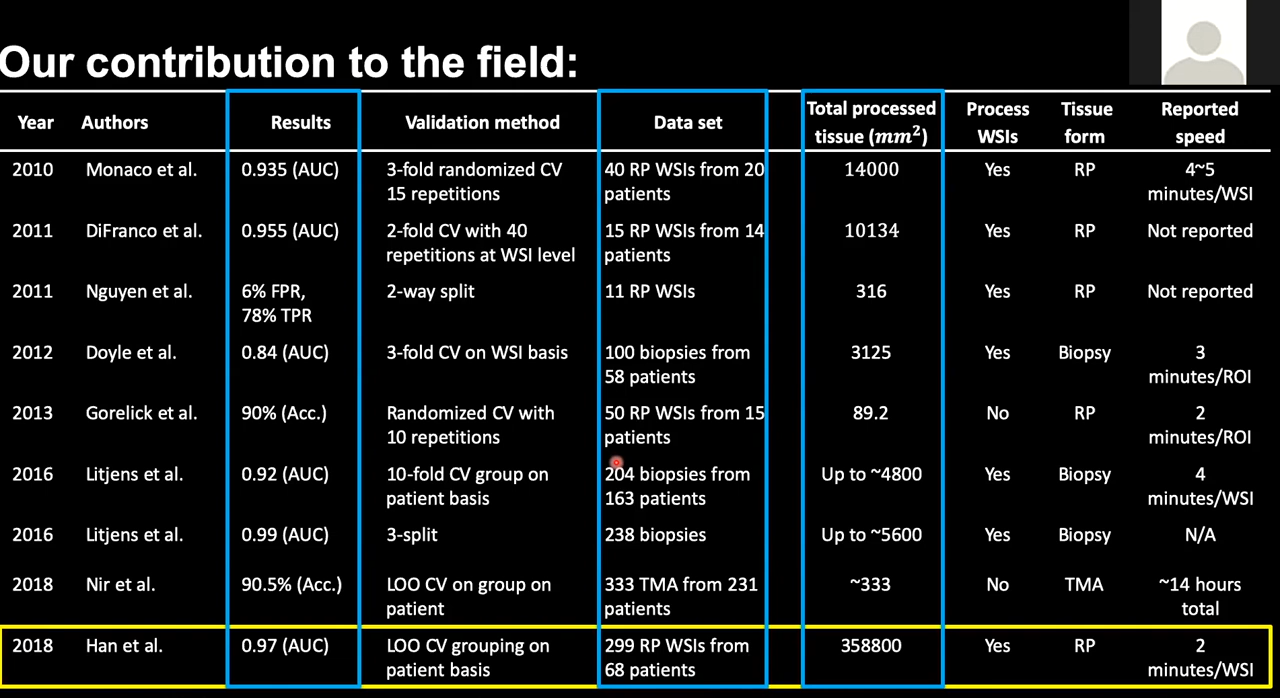 Our contribution to the field:
Year Authors Results Validation method Data set Total processed tissue (mm²) Process WSIs Tissue form Reported speed
2010 Monaco et al. 0.935 (AUC) 3-fold randomized CV 15 repetitions 40 RP WSIs from 20 patients 14000 Yes RP 4~5 minutes/WSI
2011 DiFranco et al. 0.955 (AUC) 2-fold CV with 40 repetitions at WSI level 15 RP WSIs from 14 patients 10134 Yes RP Not reported
2011 Nguyen et al. 6% FPR, 78% TPR 2-way split 11 RP WSIs 316 Yes RP Not reported
2012 Doyle et al. 0.84 (AUC) 3-fold CV on WSI basis 100 biopsies from 58 patients 3125 Yes Biopsy 3 minutes/ROI
2013 Gorelick et al. 90% (Acc.) Randomized CV with 10 repetitions 50 RP WSIs from 15 patients 89.2 No RP 2 minutes/ROI
2016 Litjens et al. 0.92 (AUC) 10-fold CV group on patient basis 204 biopsies from 163 patients Up to ~4800 Yes Biopsy 4 minutes/WSI
2016 Litjens et al. 0.99 (AUC) 3-split 238 biopsies Up to ~5600 Yes Biopsy N/A
2018 Nir et al. 90.5% (Acc.) LOO CV on group on patient 333 TMA from 231 patients ~333 No TMA ~14 hours total
2018 Han et al. 0.97 (AUC) LOO CV grouping on patient basis 299 RP WSIs from 68 patients 358800 Yes RP 2 minutes/WSI